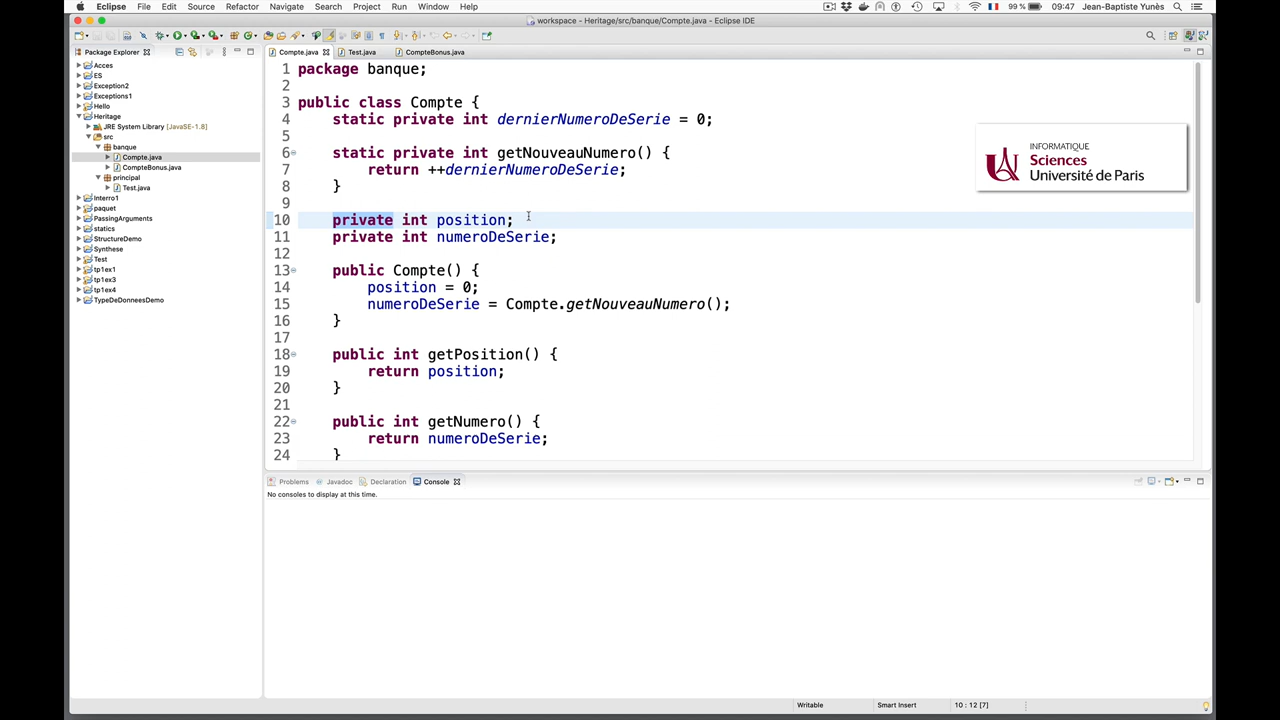 Eclipse File Edit Source Refactor Navigate Search Project Run Window Help 99 % 09:47 Jean-Baptiste Yunès
workspace - Heritage/src/banque/Compte.java - Eclipse IDE
Package Explorer
Acces
ES
Exception2
Exceptions1
Hello
Heritage
JRE System Library [JavaSE-1.8]
src
banque
Compte.java
CompteBonus.java
principal
Test.java
Interro1
paquet
PassingArguments
statics
StructureDemo
Synthese
Test
tp1ex1
tp1ex3
tp1ex4
TypeDeDonneesDemo
Compte.java Test.java CompteBonus.java
1 package banque;
2
3 public class Compte {
4 static private int dernierNumeroDeSerie = 0;
5
6 static private int getNouveauNumero() {
7 return ++dernierNumeroDeSerie;
8 }
9
10 private int position;
11 private int numeroDeSerie;
12
13 public Compte() {
14 position = 0;
15 numeroDeSerie = Compte.getNouveauNumero();
16 }
17
18 public int getPosition() {
19 return position;
20 }
21
22 public int getNumero() {
23 return numeroDeSerie;
24 }
INFORMATIQUE
Sciences
Université de Paris
Problems Javadoc Declaration Console
No consoles to display at this time.
Writable Smart Insert 10 : 12 [7]